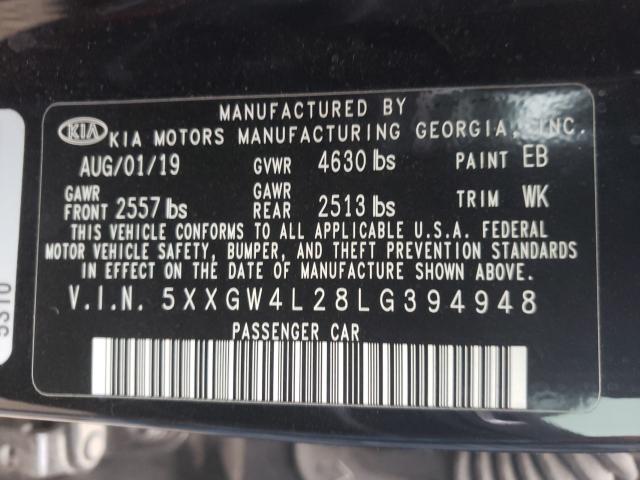 MANUFACTURED BY
KIA KIA MOTORS MANUFACTURING GEORGIA, INC.
AUG/01/19 GVWR 4630 lbs PAINT EB
GAWR FRONT 2557 lbs GAWR REAR 2513 lbs TRIM WK
THIS VEHICLE CONFORMS TO ALL APPLICABLE U.S.A. FEDERAL
MOTOR VEHICLE SAFETY, BUMPER, AND THEFT PREVENTION STANDARDS
IN EFFECT ON THE DATE OF MANUFACTURE SHOWN ABOVE.
V.I.N. 5XXGW4L28LG394948
PASSENGER CAR
5310